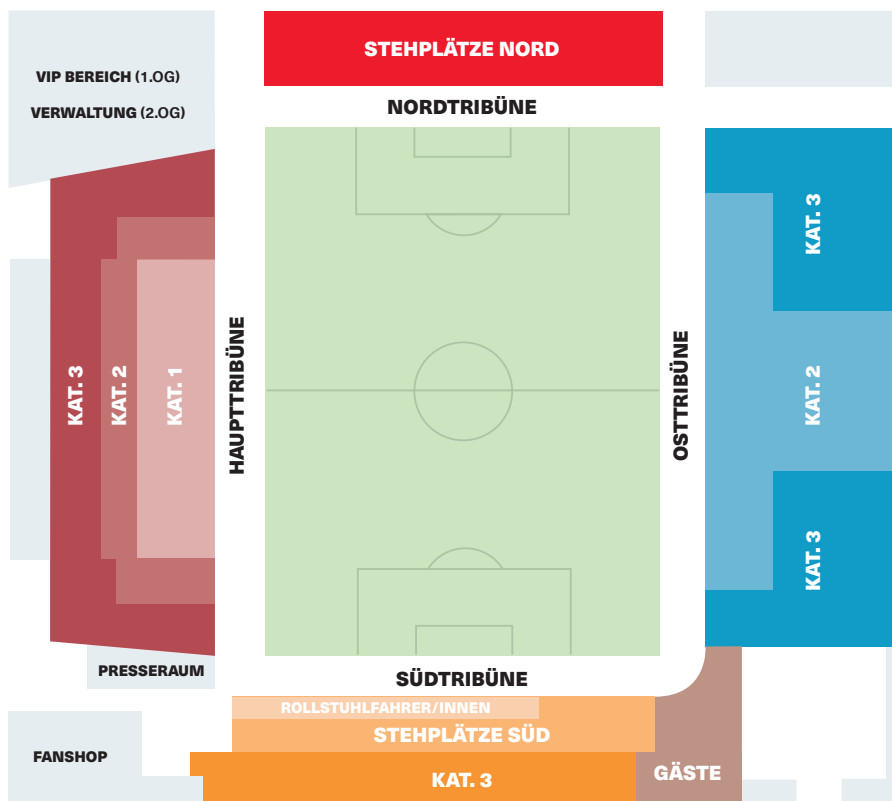 STEHPLÄTZE NORD
VIP BEREICH (1.OG)
VERWALTUNG (2.OG)
NORDTRIBÜNE
KAT. 3
KAT. 2
KAT. 1
HAUPTTRIBÜNE
OSTTRIBÜNE
KAT. 3
KAT. 2
KAT. 3
PRESSERAUM
SÜDTRIBÜNE
ROLLSTUHLFAHRER/INNEN
STEHPLÄTZE SÜD
FANSHOP
KAT. 3
GÄSTE